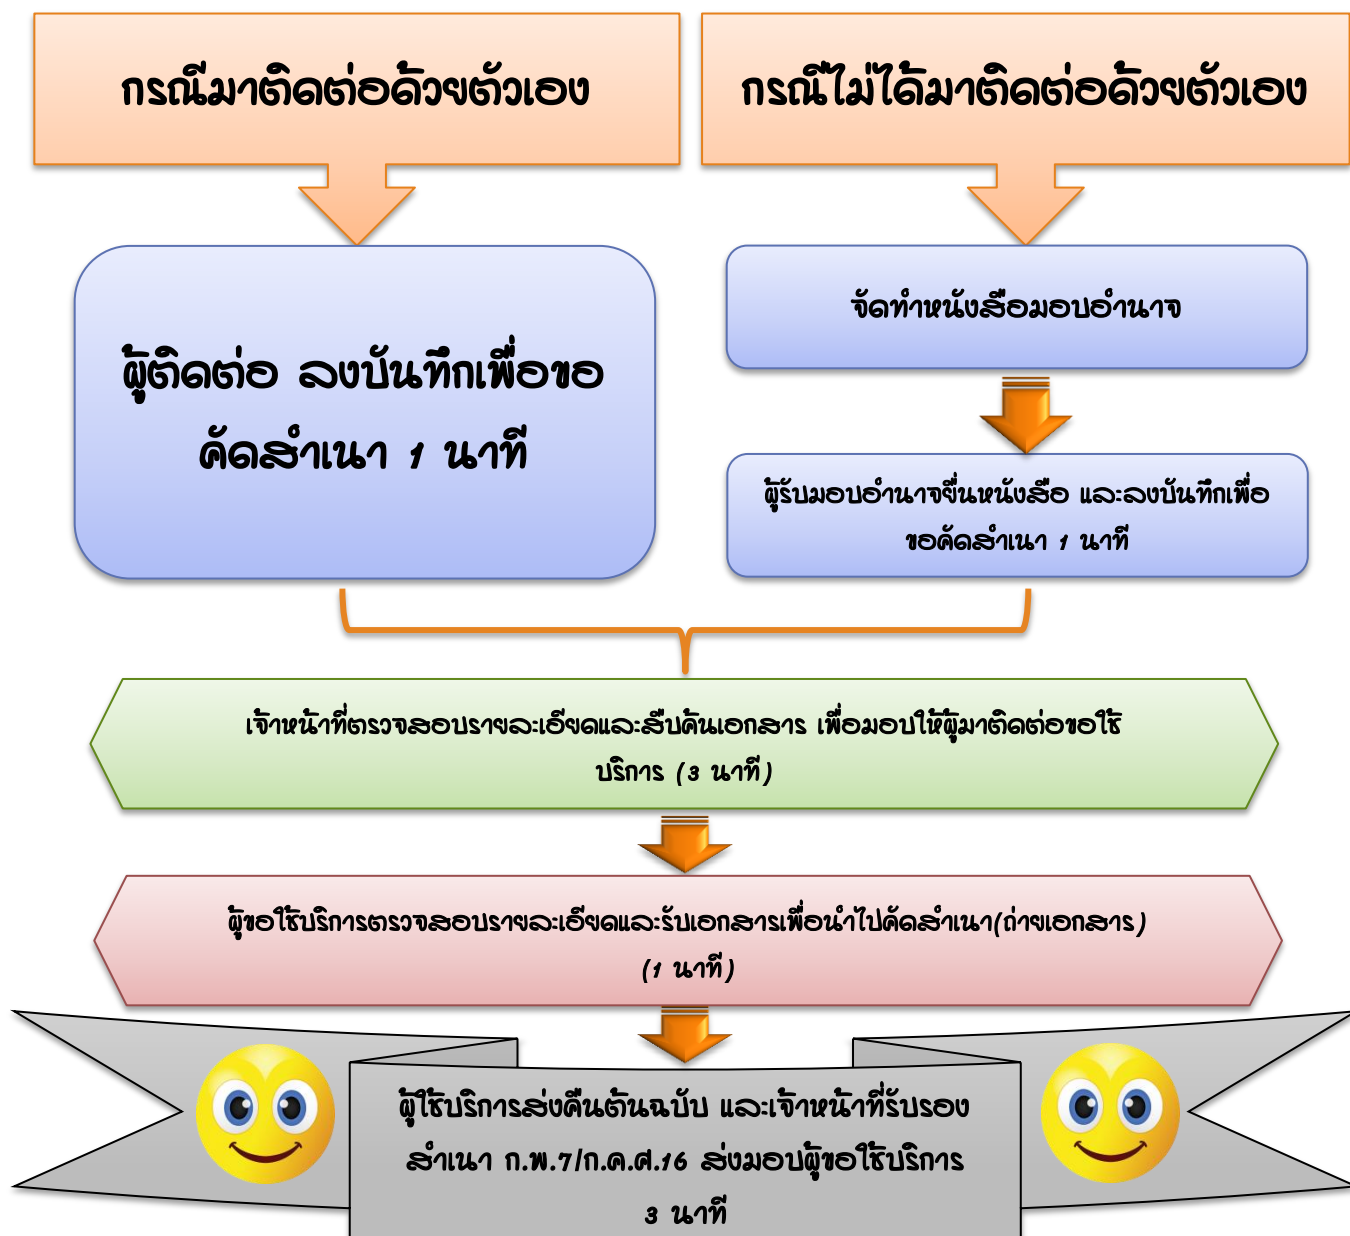 กรณีมาติดต่อด้วยตัวเอง
กรณีไม่ได้มาติดต่อด้วยตัวเอง
ผู้ติดต่อ ลงบันทึกเพื่อขอ
คัดสำเนา 1 นาที
จัดทำหนังสือมอบอำนาจ
ผู้รับมอบอำนาจยื่นหนังสือ และลงบันทึกเพื่อ
ขอคัดสำเนา 1 นาที
เจ้าหน้าที่ตรวจสอบรายละเอียดและสืบค้นเอกสาร เพื่อมอบให้ผู้มาติดต่อขอใช้
บริการ (3 นาที)
ผู้ขอใช้บริการตรวจสอบรายละเอียดและรับเอกสารเพื่อนำไปคัดสำเนา(ถ่ายเอกสาร)
(1 นาที)
ผู้ใช้บริการส่งคืนต้นฉบับ และเจ้าหน้าที่รับรอง
สำเนา ก.พ.7/ก.ค.ศ.16 ส่งมอบผู้ขอใช้บริการ
3 นาที